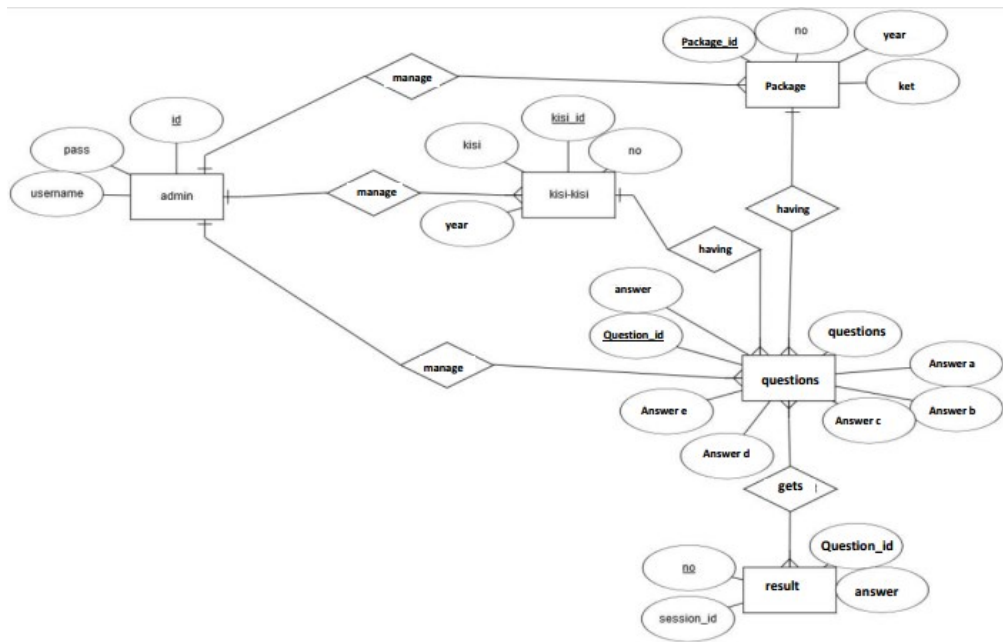 no
Package_id
year
manage
Package
ket
id
kisi_id
pass
kisi
no
admin
manage
kisi-kisi
username
year
having
having
answer
questions
Question_id
manage
questions
Answer a
Answer e
Answer c
Answer b
Answer d
gets
Question_id
no
result
answer
session_id